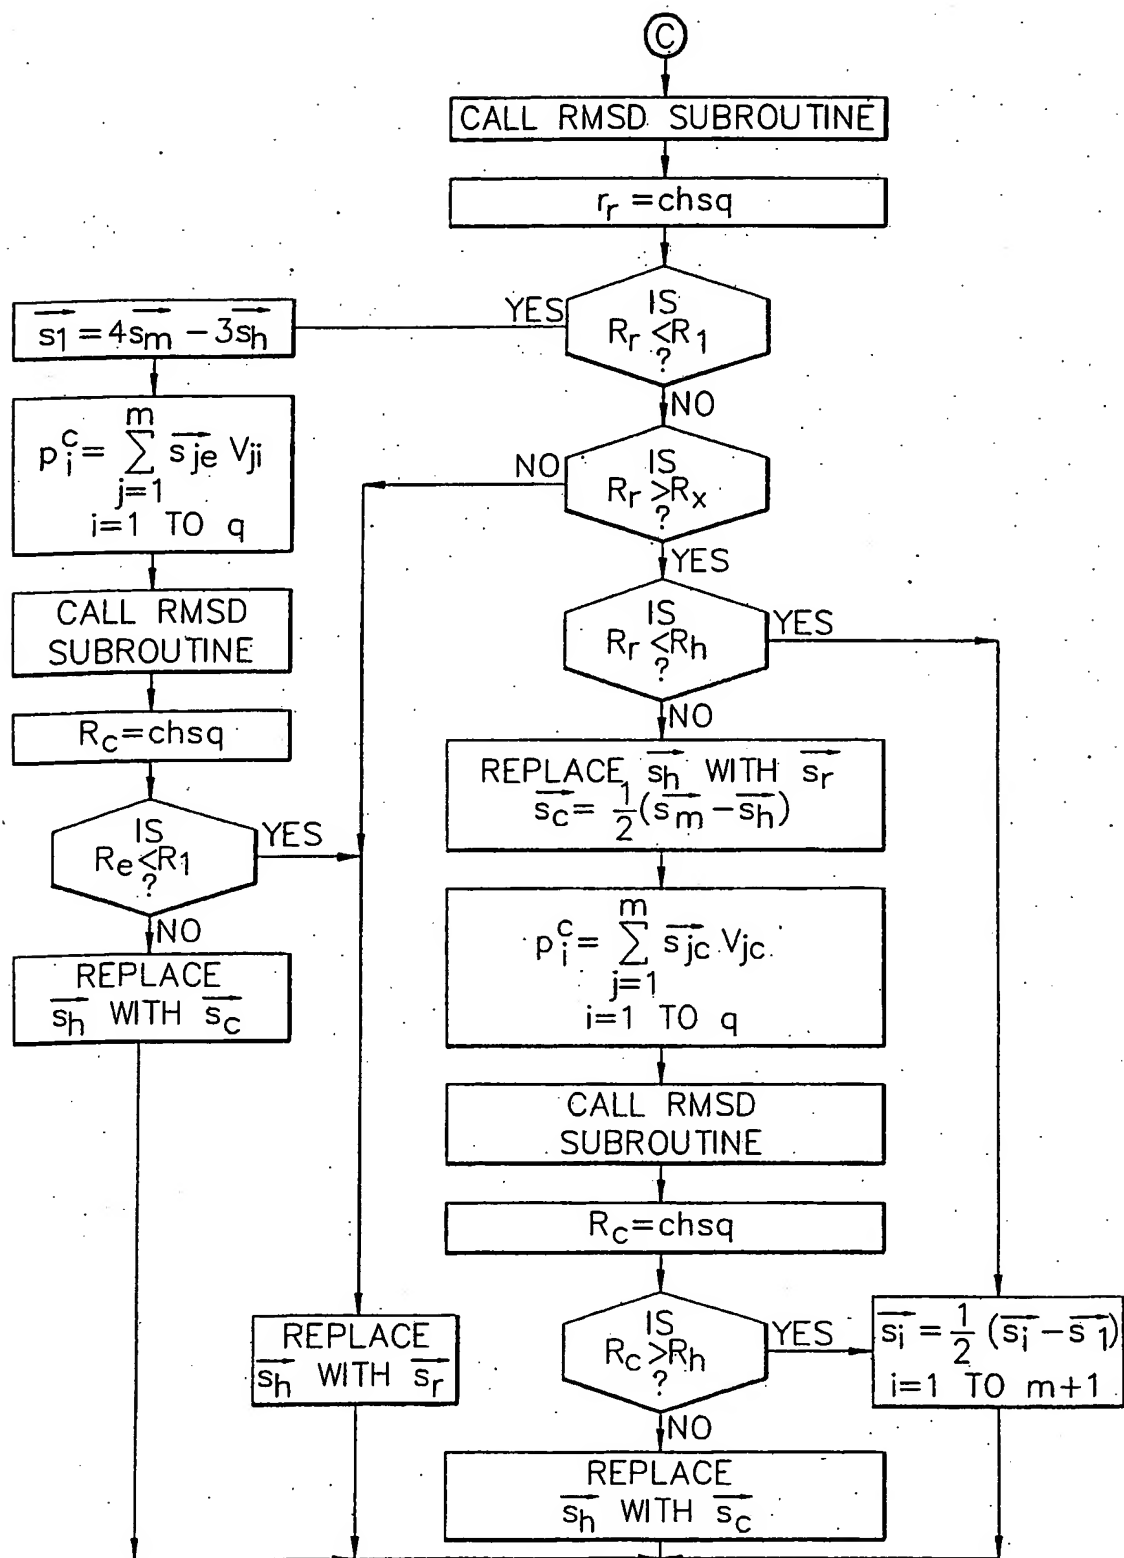 C
CALL RMSD SUBROUTINE
r_r = chsq
IS
R_r < R_1
?
YES
NO
s1 = 4s_m - 3s_h
p_i^c = Σ s_je V_ji
m
j=1
i=1 TO q
CALL RMSD
SUBROUTINE
R_c = chsq
IS
R_e < R_1
?
YES
NO
REPLACE
s_h WITH s_c
IS
R_r > R_x
?
NO
YES
IS
R_r < R_h
?
YES
NO
REPLACE s_h WITH s_r
s_c = 1/2 (s_m - s_h)
m
p_i^c = Σ s_jc V_jc
j=1
i=1 TO q
CALL RMSD
SUBROUTINE
R_c = chsq
IS
R_c > R_h
?
YES
NO
s_i = 1/2 (s_i - s_1)
i=1 TO m+1
REPLACE
s_h WITH s_r
REPLACE
s_h WITH s_c